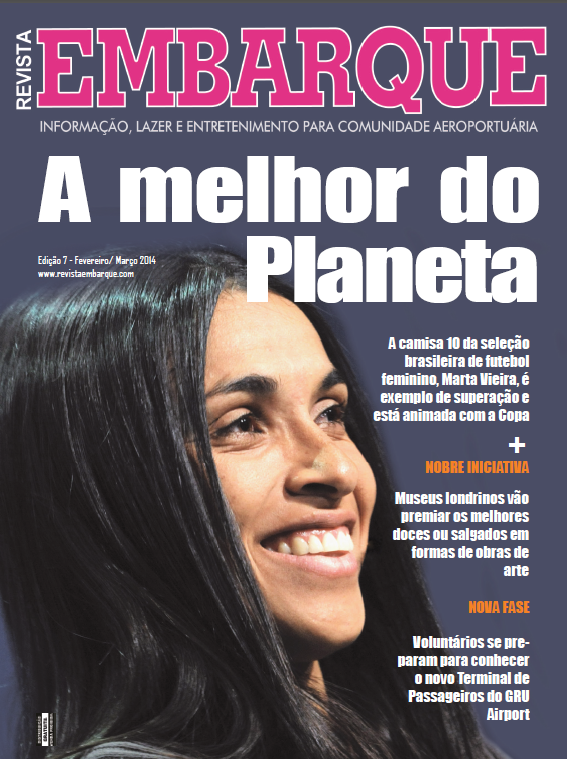 REVISTA
EMBARQUE
INFORMAÇÃO, LAZER E ENTRETENIMENTO PARA COMUNIDADE AEROPORTUÁRIA
A melhor do
Planeta
Edição 7 - Fevereiro/ Março 2014
www.revistaembarque.com
A camisa 10 da seleção
brasileira de futebol
feminino, Marta Vieira, é
exemplo de superação e
está animada com a Copa
+
NOBRE INICIATIVA
Museus londrinos vão
premiar os melhores
doces ou salgados em
formas de obras de
arte
NOVA FASE
Voluntários se pre-
param para conhecer
o novo Terminal de
Passageiros do GRU
Airport
DISTRIBUIÇÃO
GRATUITA